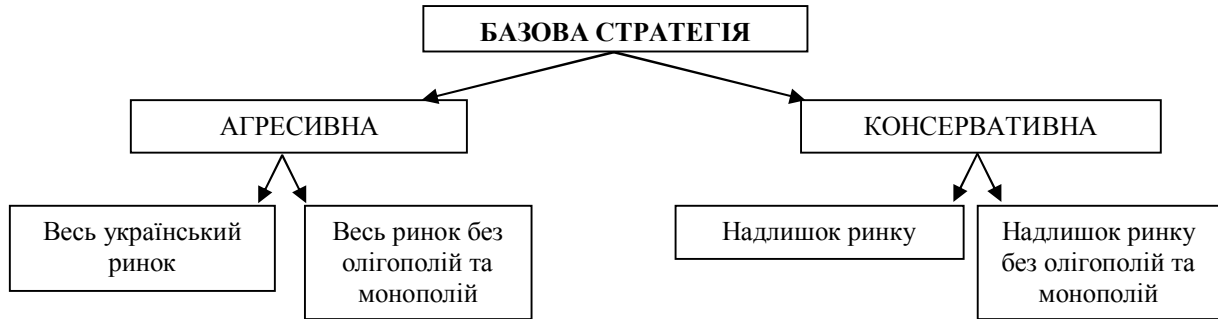 БАЗОВА СТРАТЕГІЯ
АГРЕСИВНА
КОНСЕРВАТИВНА
Весь український
ринок
Весь ринок без
олігополій та
монополій
Надлишок ринку
Надлишок ринку
без олігополій та
монополій